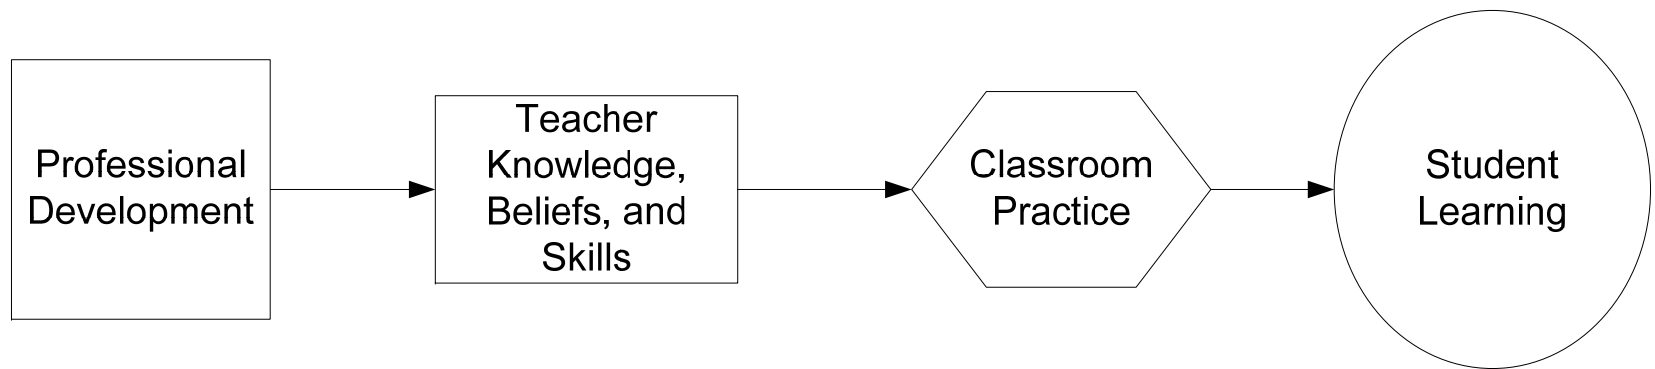 Professional
Development
Teacher
Knowledge,
Beliefs, and
Skills
Classroom
Practice
Student
Learning